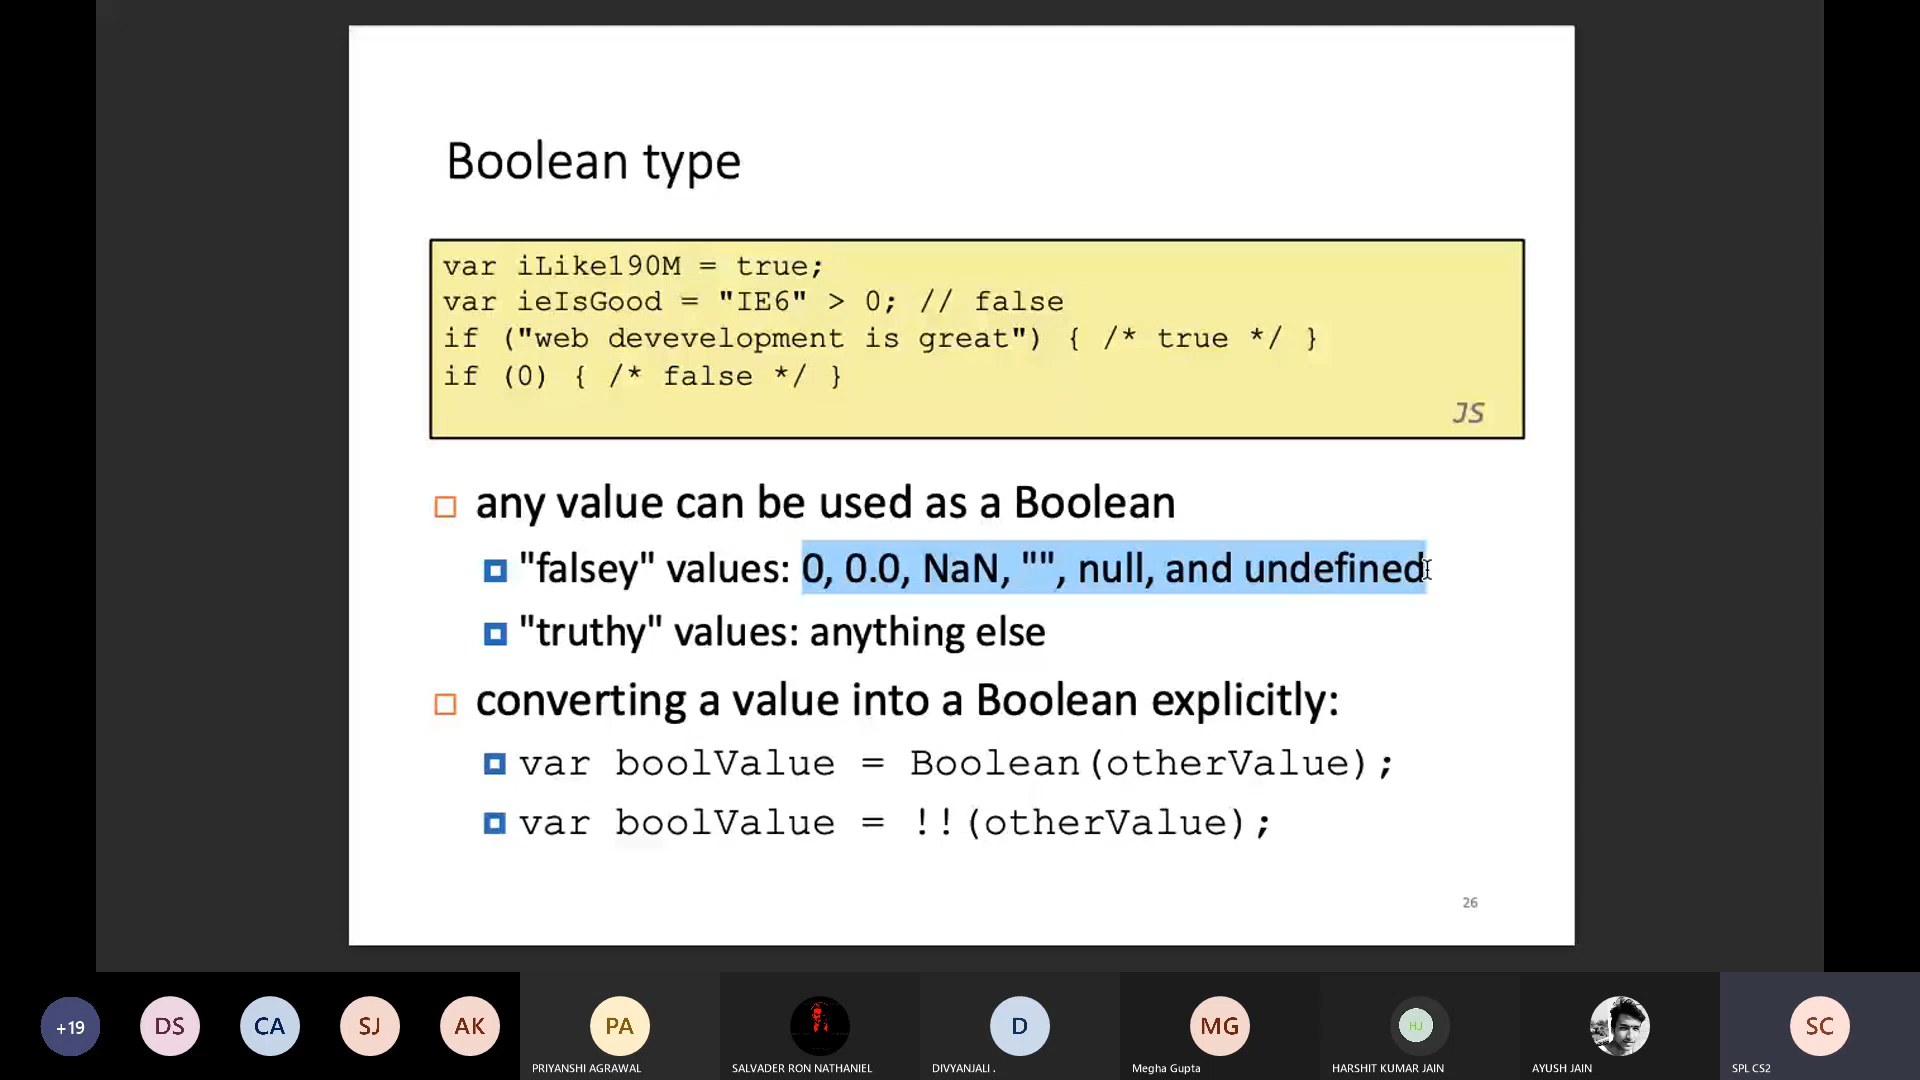 Boolean type
var iLike190M = true;
var ieIsGood = "IE6" > 0; // false
if ("web devevelopment is great") { /* true */ }
if (0) { /* false */ }
JS
any value can be used as a Boolean
"falsey" values: 0, 0.0, NaN, "", null, and undefined
"truthy" values: anything else
converting a value into a Boolean explicitly:
var boolValue = Boolean(otherValue);
var boolValue = !!(otherValue);
26
+19
DS
CA
SJ
AK
PA
D
MG
HJ
SC
PRIYANSHI AGRAWAL
SALVADER RON NATHANIEL
DIVYANJALI .
Megha Gupta
HARSHIT KUMAR JAIN
AYUSH JAIN
SPL CS2